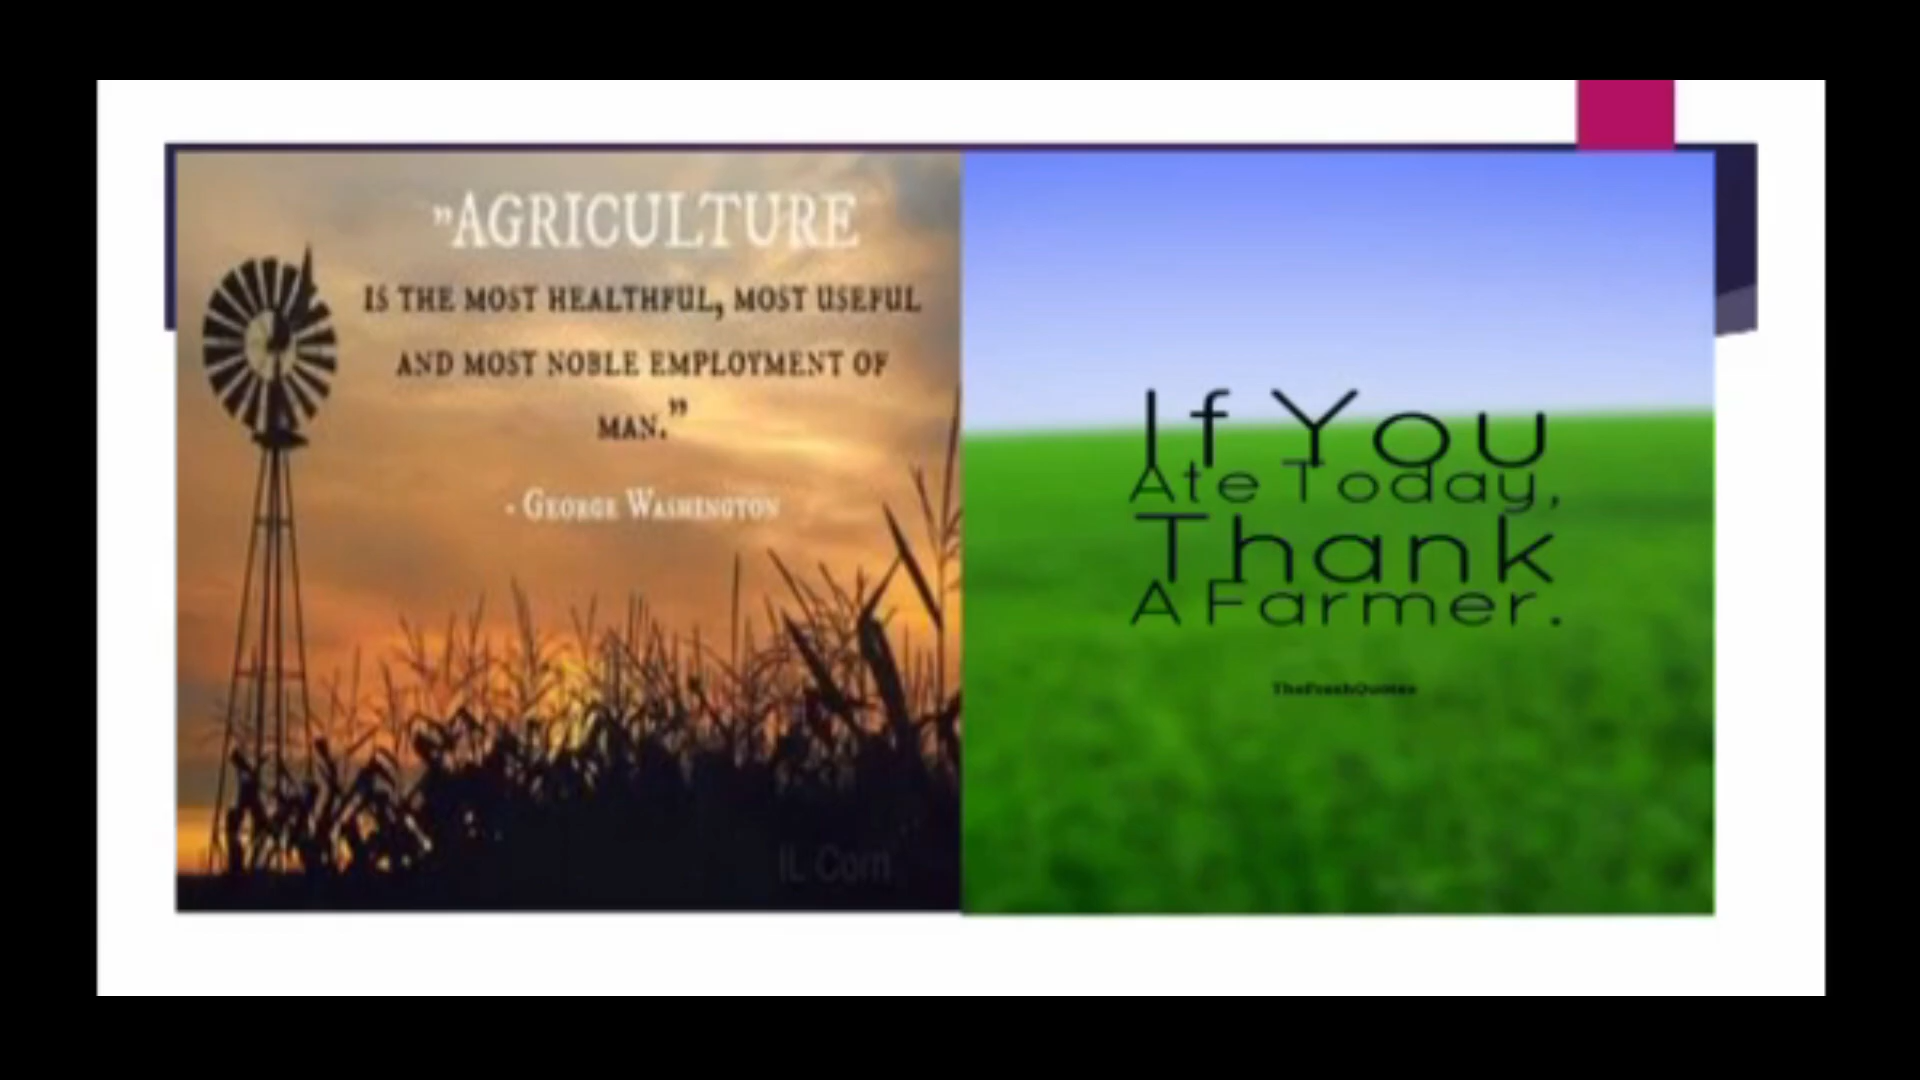 "AGRICULTURE
IS THE MOST HEALTHFUL, MOST USEFUL
AND MOST NOBLE EMPLOYMENT OF
MAN."
- GEORGE WASHINGTON
IL Corn
If You
Ate Today,
Thank
A Farmer.
TheFreshQuotes